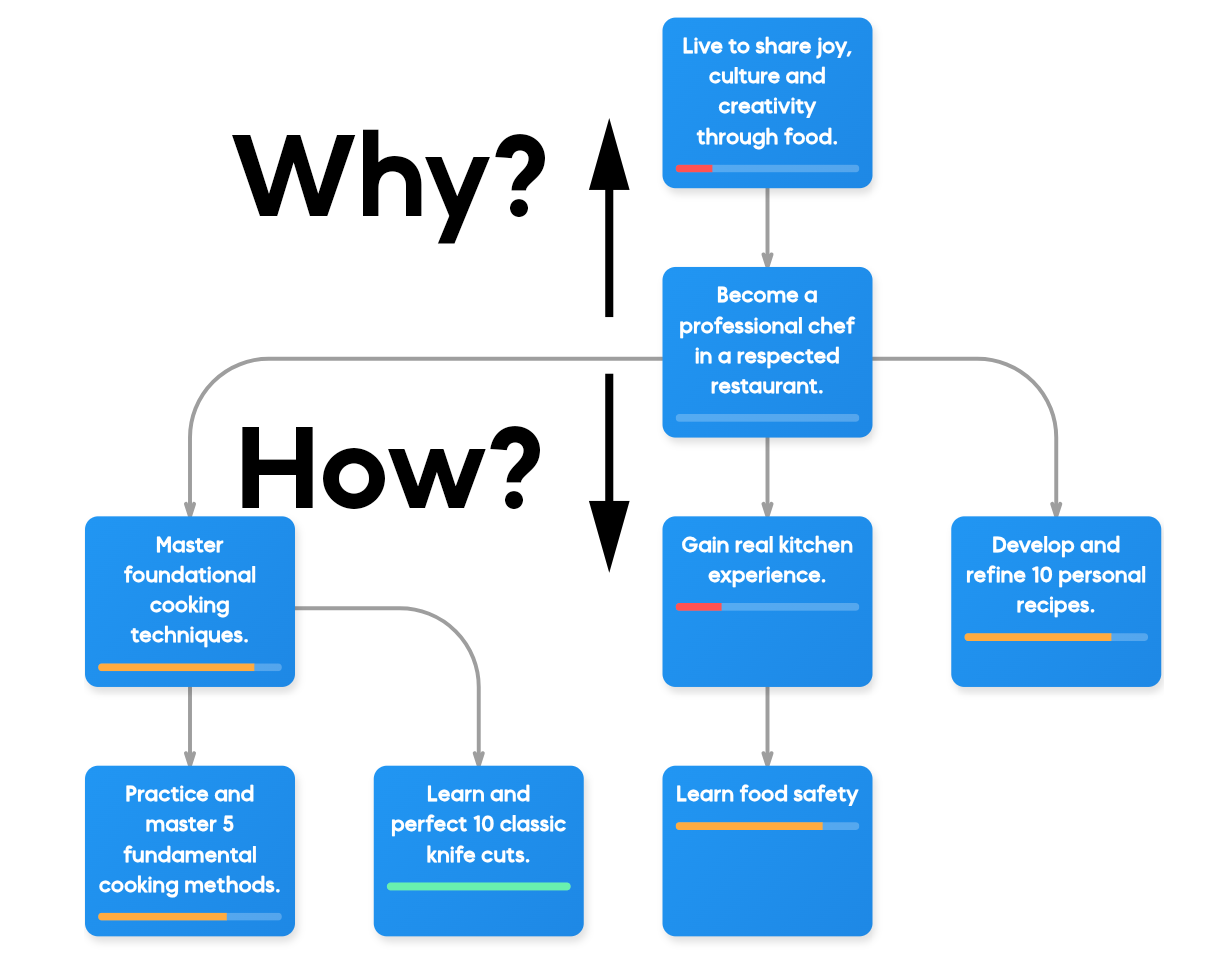 Live to share joy,
culture and
creativity
through food.
Why?
Become a
professional chef
in a respected
restaurant.
How?
Master
foundational
cooking
techniques.
Gain real kitchen
experience.
Develop and
refine 10 personal
recipes.
Practice and
master 5
fundamental
cooking methods.
Learn and
perfect 10 classic
knife cuts.
Learn food safety